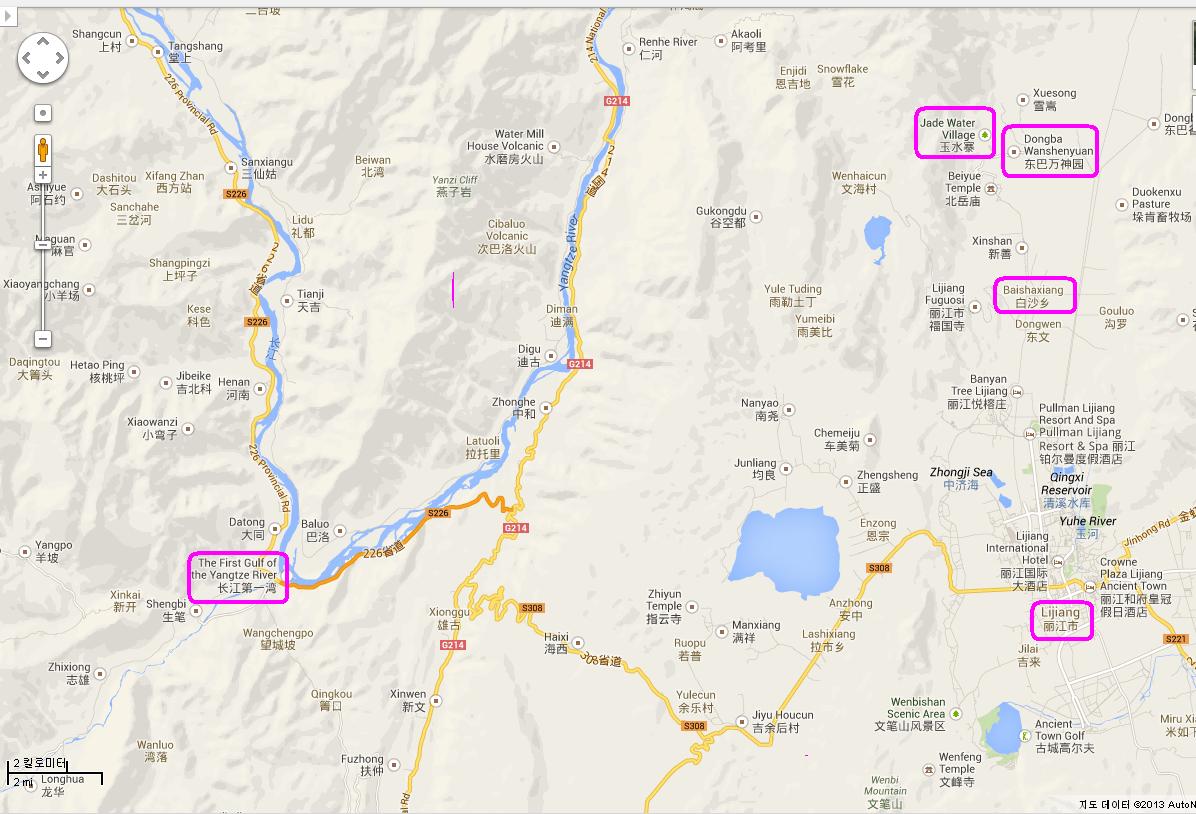 二台坡
Shangcun
上村
Tangshang
堂上
226 Provincial Rd
214 National
Renhe River
仁河
Akaoli
阿考里
Enjidi
恩吉地
Snowflake
雪花
G214
Xuesong
雪嵩
Jade Water
Village
玉水寨
Dongba
Wanshenyuan
东巴万神园
Dongb
东巴
Water Mill
House Volcanic
水磨房火山
214国道
Sanxiangu
三仙姑
S226
Beiwan
北湾
Xifang Zhan
西方站
Dashitou
大石头
Yanzi Cliff
燕子岩
Wenhaicun
文海村
Beiyue
Temple
北岳庙
Duokenxu
Pasture
垛肯畜牧场
阿石约
Sanchahe
三岔河
Lidu
礼都
Gukongdu
谷空都
Cibaluo
Volcanic
次巴洛火山
Yangtze River
Xinshan
新善
麻官
226省道
Shangpingzi
上坪子
Xiaoyangchang
小羊场
Tianji
天吉
Yule Tuding
雨勒土丁
Lijiang
Fuguosi
丽江市
福国寺
Baishaxiang
白沙乡
Kese
科色
S226
长江
Diman
迪满
Yumeibi
雨美比
Dongwen
东文
Gouluo
沟罗
Daqingtou
大箐头
Hetao Ping
核桃坪
Jibeike
吉北科
Henan
河南
Digu
迪古
G214
Banyan
Tree Lijiang
丽江悦榕庄
Zhonghe
中和
Nanyao
南尧
Pullman Lijiang
Resort And Spa
Pullman Lijiang
Resort & Spa 丽江
铂尔曼度假酒店
Xiaowanzi
小弯子
Latuoli
拉托里
Chemeiju
车美菊
Junliang
均良
Zhengsheng
正盛
Zhongji Sea
中济海
Qingxi
Reservoir
清溪水库
226 Provincial Rd
S226
Datong
大同
Baluo
巴洛
G214
226省道
Enzong
恩宗
Yuhe River
玉河
Jinhong Rd
Yangpo
羊坡
The First Gulf of
the Yangtze River
长江第一湾
S308
Lijiang
International
Hotel
丽江国际
大酒店
Crowne
Plaza Lijiang
Ancient Town
丽江和府皇冠
假日酒店
Xinkai
新开
Shengbi
生笔
Xionggu
雄古
S308
Zhiyun
Temple
指云寺
Anzhong
安中
Lijiang
丽江市
Wangchengpo
望城坡
G214
Haixi
海西
308省道
Manxiang
满祥
Lashixiang
拉市乡
S221
Ruopu
若普
Jilai
吉来
Zhixiong
志雄
Qingkou
箐口
Xinwen
新文
Yulecun
余乐村
Jiyu Houcun
吉余后村
S308
Wenbishan
Scenic Area
文笔山风景区
Ancient
Town Golf
古城高尔夫
Wanluo
湾落
Fuzhong
扶仲
Wenfeng
Temple
文峰寺
Wenbi
Mountain
文笔山
2 킬로미터
2 mi
Longhua
龙华
지도 데이터 ©2013 AutoN